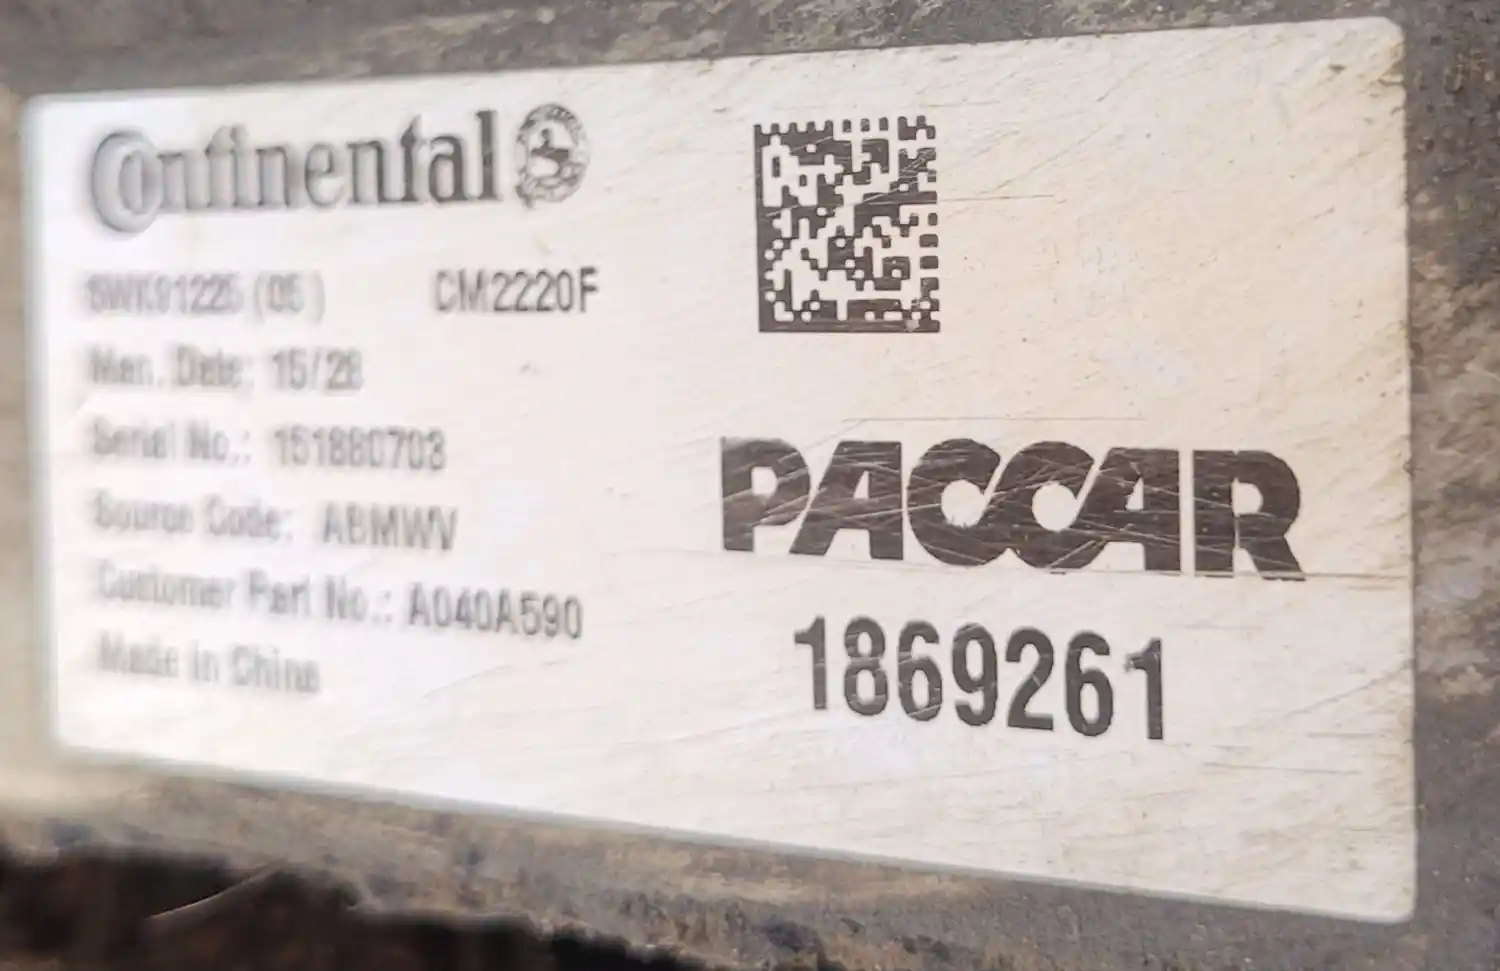 Continental
5WK91225 (05) CM2220F
Man. Date: 15/28
Serial No.: 151880703
Source Code: ABMWV
Customer Part No.: A040A590
Made in China
PACCAR
1869261